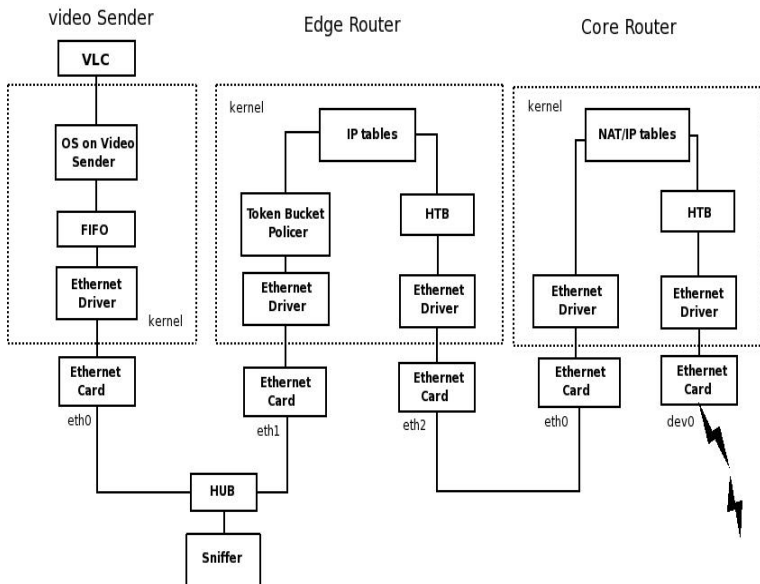 video Sender
Edge Router
Core Router
VLC
kernel
OS on Video
Sender
FIFO
Ethernet
Driver
kernel
Ethernet
Card
eth0
IP tables
Token Bucket
Policer
HTB
Ethernet
Driver
Ethernet
Driver
Ethernet
Card
eth1
Ethernet
Card
eth2
kernel
NAT/IP tables
HTB
Ethernet
Driver
Ethernet
Driver
Ethernet
Card
eth0
Ethernet
Card
dev0
HUB
Sniffer